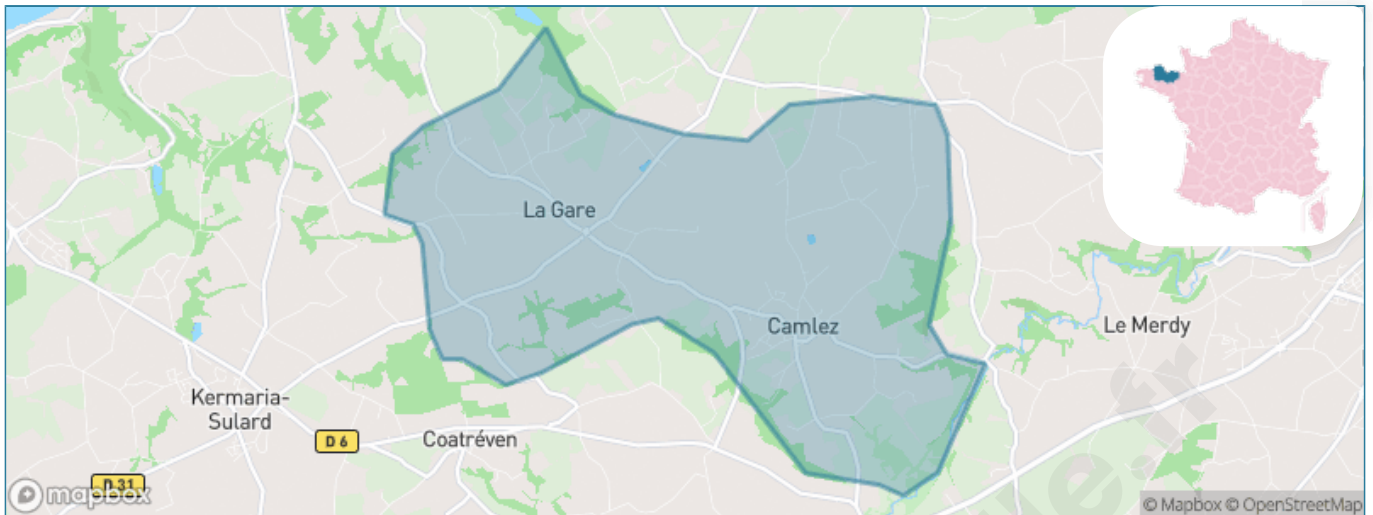 La Gare
Camlez
Le Merdy
Kermaria-
Sulard
D 6
Coatréven
D 31
mapbox
© Mapbox © OpenStreetMap